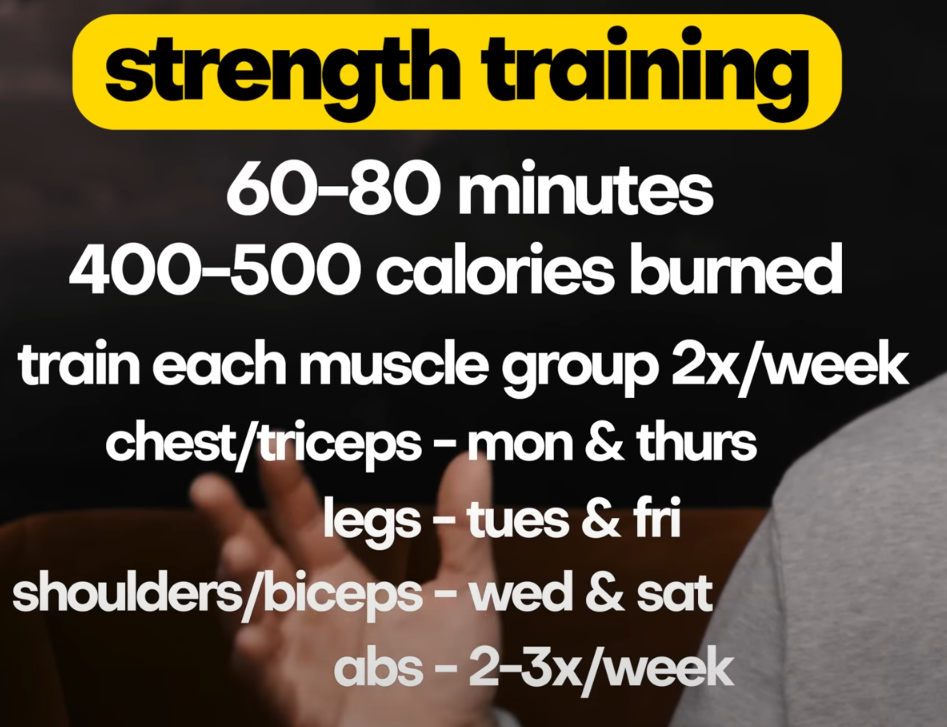 strength training
60-80 minutes
400-500 calories burned
train each muscle group 2x/week
chest/triceps - mon & thurs
legs - tues & fri
shoulders/biceps - wed & sat
abs - 2-3x/week